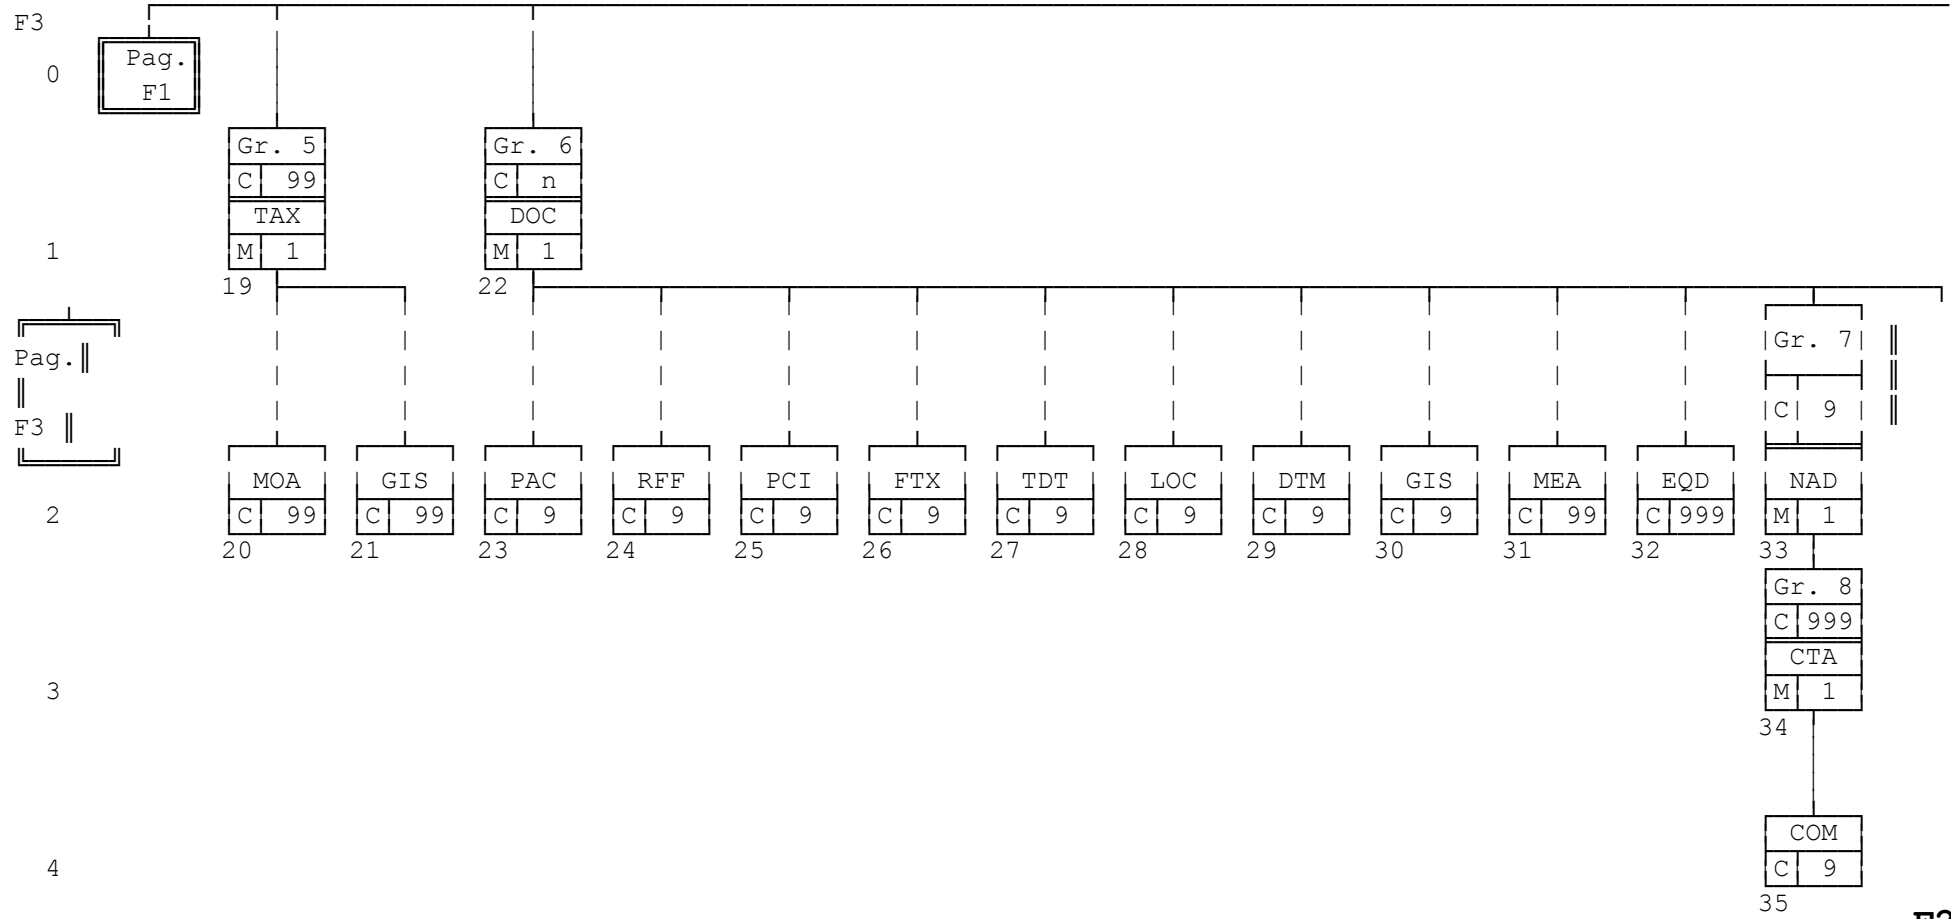 F3
Pag.
0
F1
Gr. 5 Gr. 6
C 99 C n
TAX DOC
1 M 1 M 1
19 22
Gr. 7
Pag.
C 9
F3
MOA GIS PAC RFF PCI FTX TDT LOC DTM GIS MEA EQD NAD
2 C 99 C 99 C 9 C 9 C 9 C 9 C 9 C 9 C 9 C 9 C 99 C 999 M 1
20 21 23 24 25 26 27 28 29 30 31 32 33
Gr. 8
C 999
CTA
3 M 1
34
COM
4 C 9
35